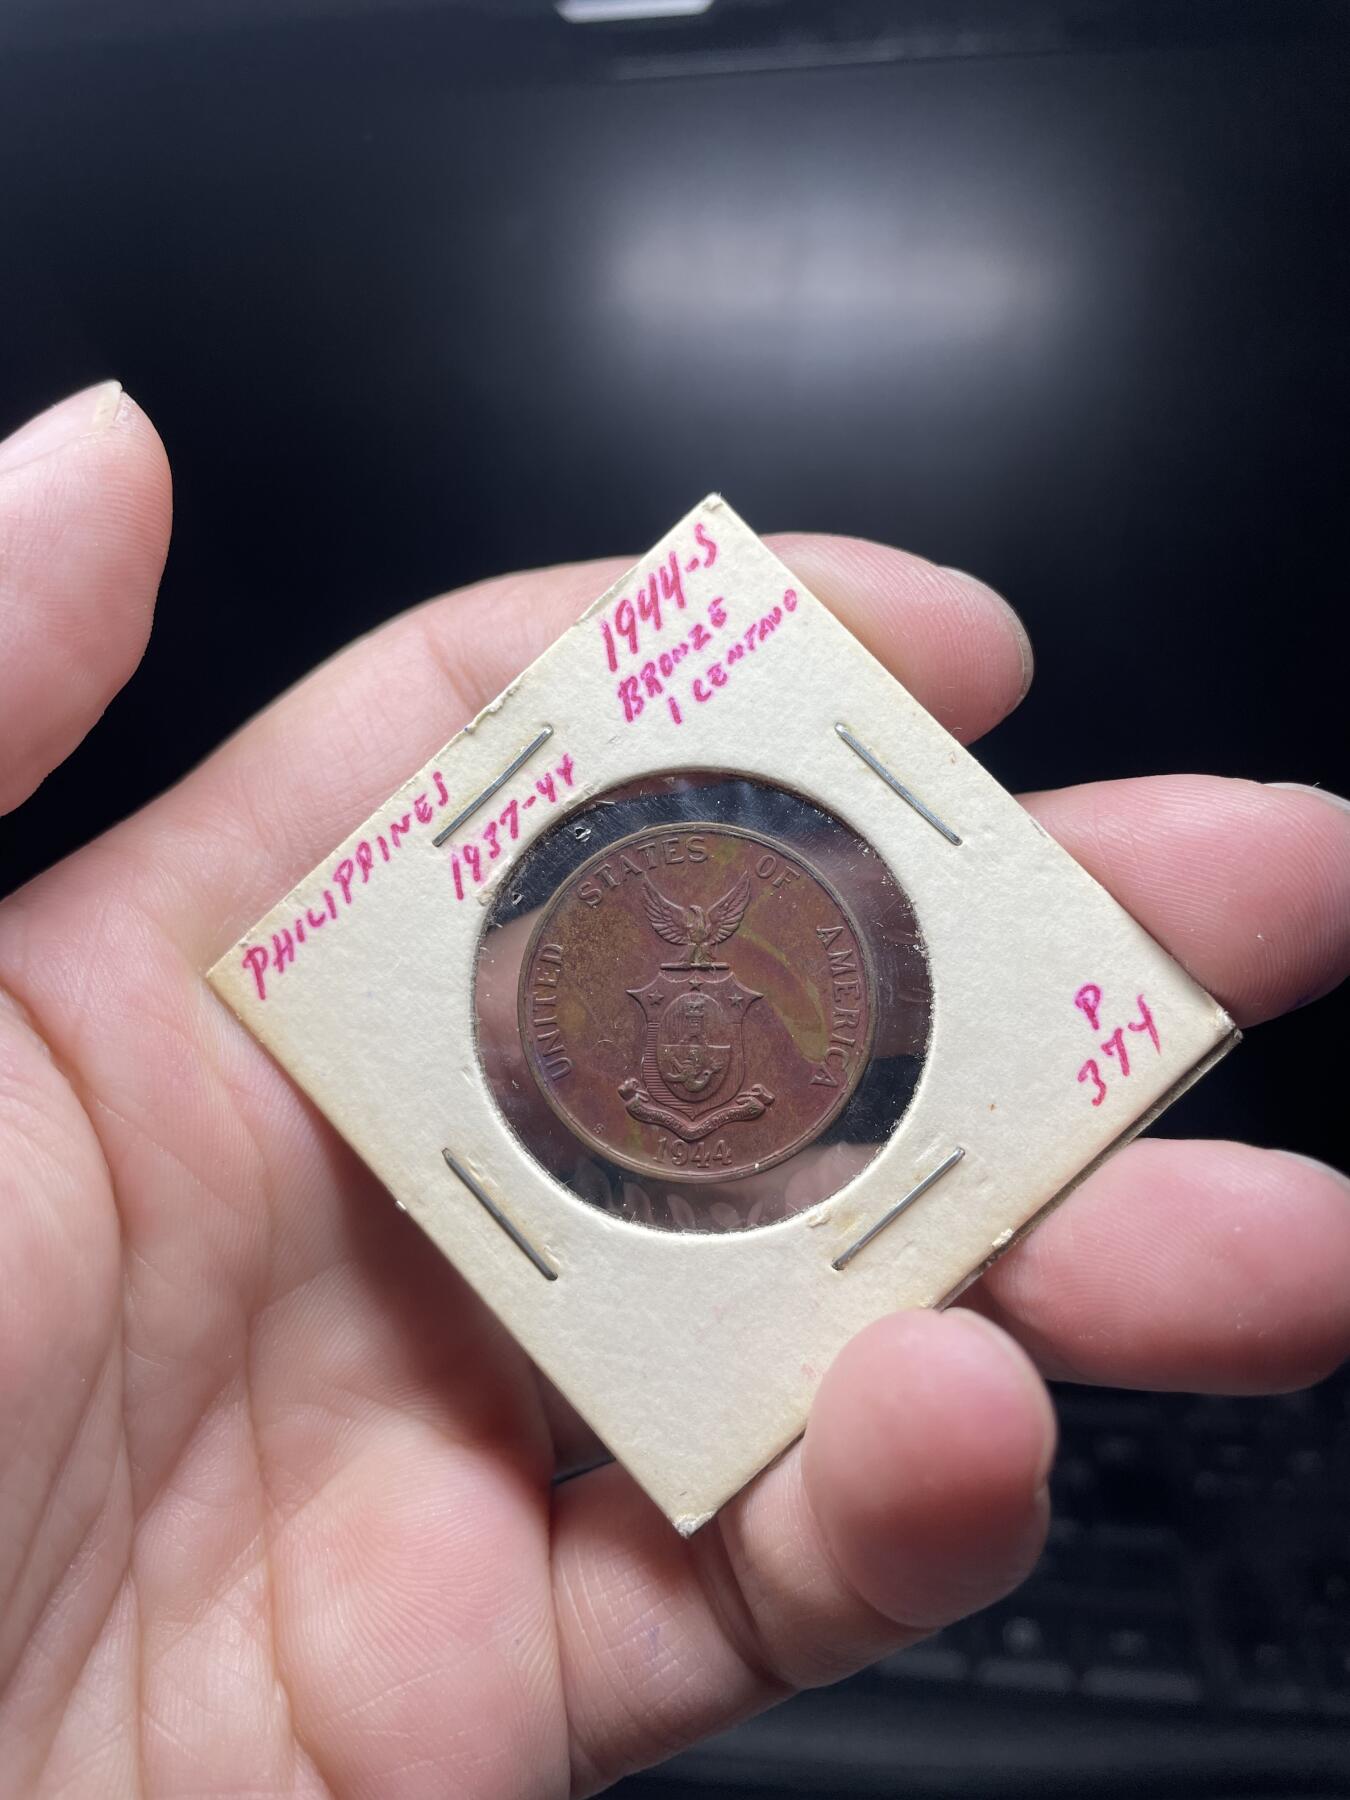 1944-S
BRONZE
1 CENTAVO
PHILIPPINES
1937-44
P
374
UNITED STATES OF AMERICA
S
1944